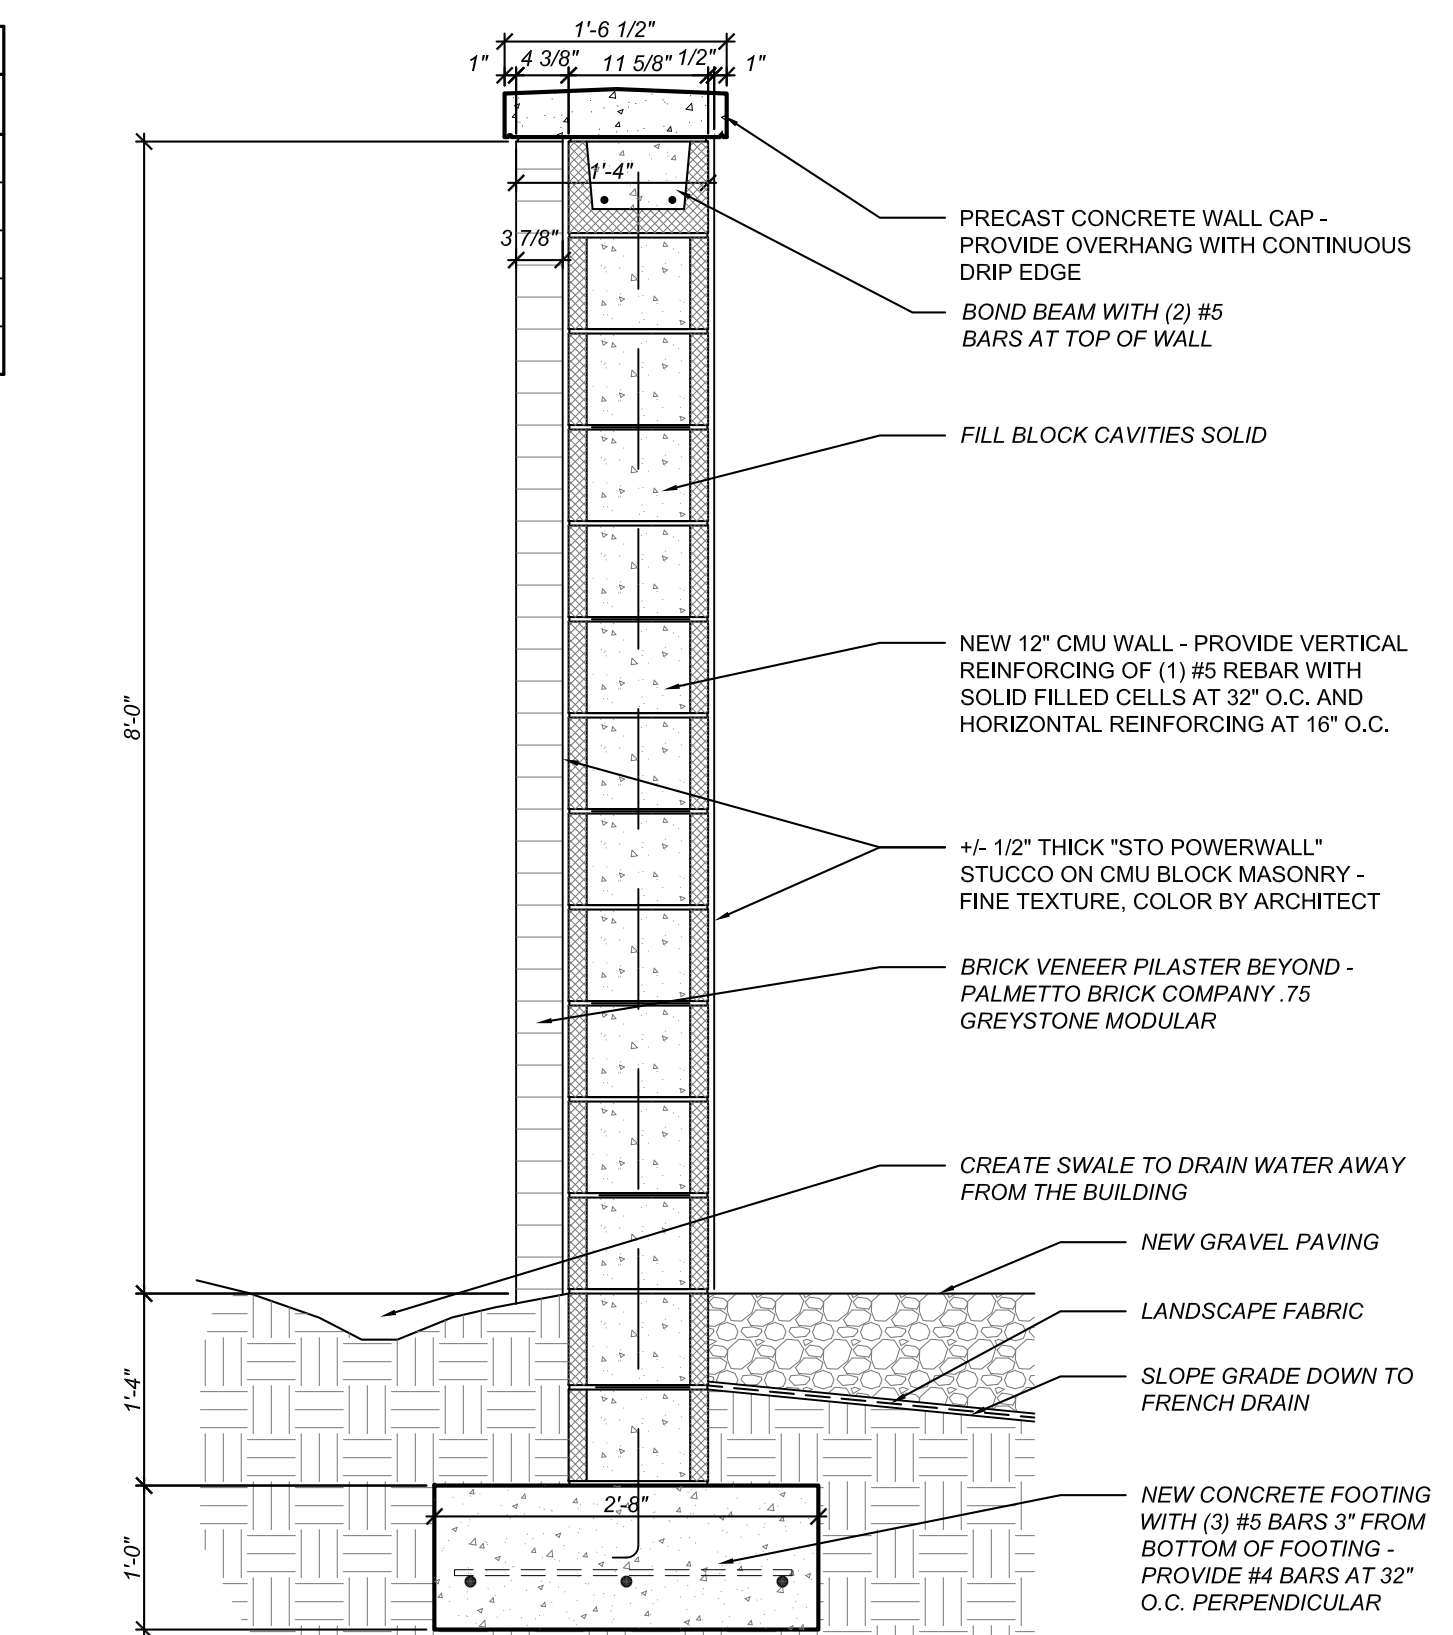 1'-6 1/2"
1" 4 3/8" 11 5/8" 1/2" 1"
1'-4"
3 7/8"
8'-0"
1'-4"
1'-0"
2'-8"
PRECAST CONCRETE WALL CAP -
PROVIDE OVERHANG WITH CONTINUOUS
DRIP EDGE
BOND BEAM WITH (2) #5
BARS AT TOP OF WALL
FILL BLOCK CAVITIES SOLID
NEW 12" CMU WALL - PROVIDE VERTICAL
REINFORCING OF (1) #5 REBAR WITH
SOLID FILLED CELLS AT 32" O.C. AND
HORIZONTAL REINFORCING AT 16" O.C.
+/- 1/2" THICK "STO POWERWALL"
STUCCO ON CMU BLOCK MASONRY -
FINE TEXTURE, COLOR BY ARCHITECT
BRICK VENEER PILASTER BEYOND -
PALMETTO BRICK COMPANY .75
GREYSTONE MODULAR
CREATE SWALE TO DRAIN WATER AWAY
FROM THE BUILDING
NEW GRAVEL PAVING
LANDSCAPE FABRIC
SLOPE GRADE DOWN TO
FRENCH DRAIN
NEW CONCRETE FOOTING
WITH (3) #5 BARS 3" FROM
BOTTOM OF FOOTING -
PROVIDE #4 BARS AT 32"
O.C. PERPENDICULAR